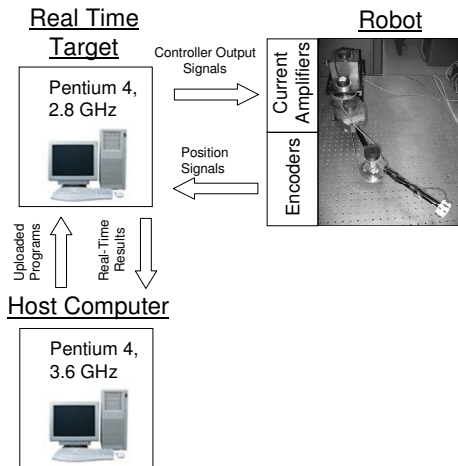 Real Time
Target
Pentium 4,
2.8 GHz
Controller Output
Signals
Position
Signals
Robot
Current
Amplifiers
Encoders
Uploaded
Programs
Real-Time
Results
Host Computer
Pentium 4,
3.6 GHz